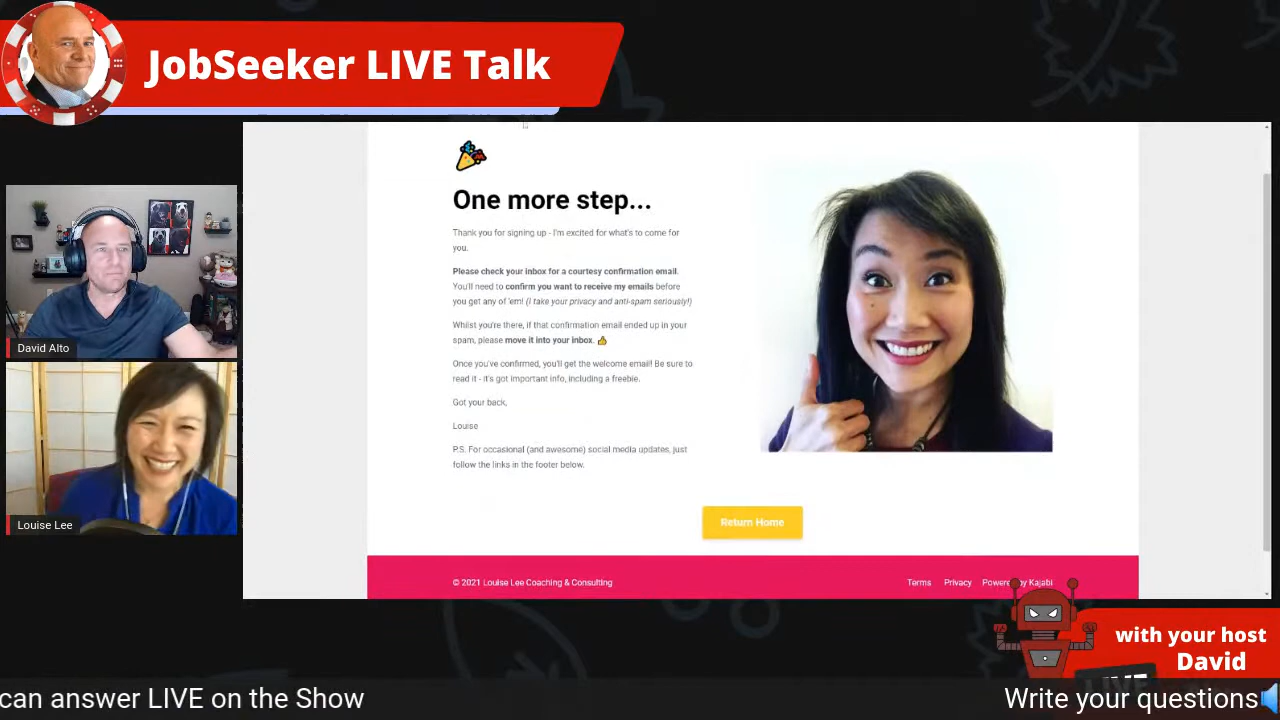 JobSeeker LIVE Talk
One more step...
Thank you for signing up - I'm excited for what's to come for
you.
Please check your inbox for a courtesy confirmation email.
You'll need to confirm you want to receive my emails before
you get any of 'em! (I take your privacy and anti-spam seriously!)
Whilst you're there, if that confirmation email ended up in your
spam, please move it into your inbox.
Once you've confirmed, you'll get the welcome email! Be sure to
read it - it's got important info, including a freebie.
Got your back,
Louise
P.S. For occasional (and awesome) social media updates, just
follow the links in the footer below.
Return Home
© 2021 Louise Lee Coaching & Consulting
Terms Privacy Powered by Kajabi
David Alto
Louise Lee
with your host
David
LIVE
can answer LIVE on the Show
Write your questions